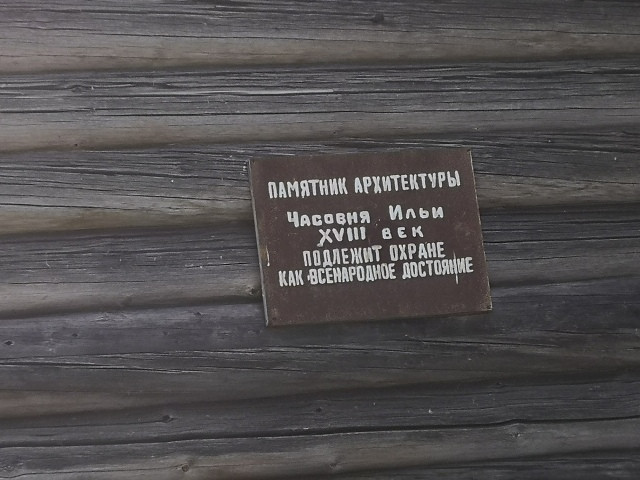 ПАМЯТНИК АРХИТЕКТУРЫ
Часовня Ильи
XVIII век
ПОДЛЕЖИТ ОХРАНЕ
КАК ВСЕНАРОДНОЕ ДОСТОЯНИЕ